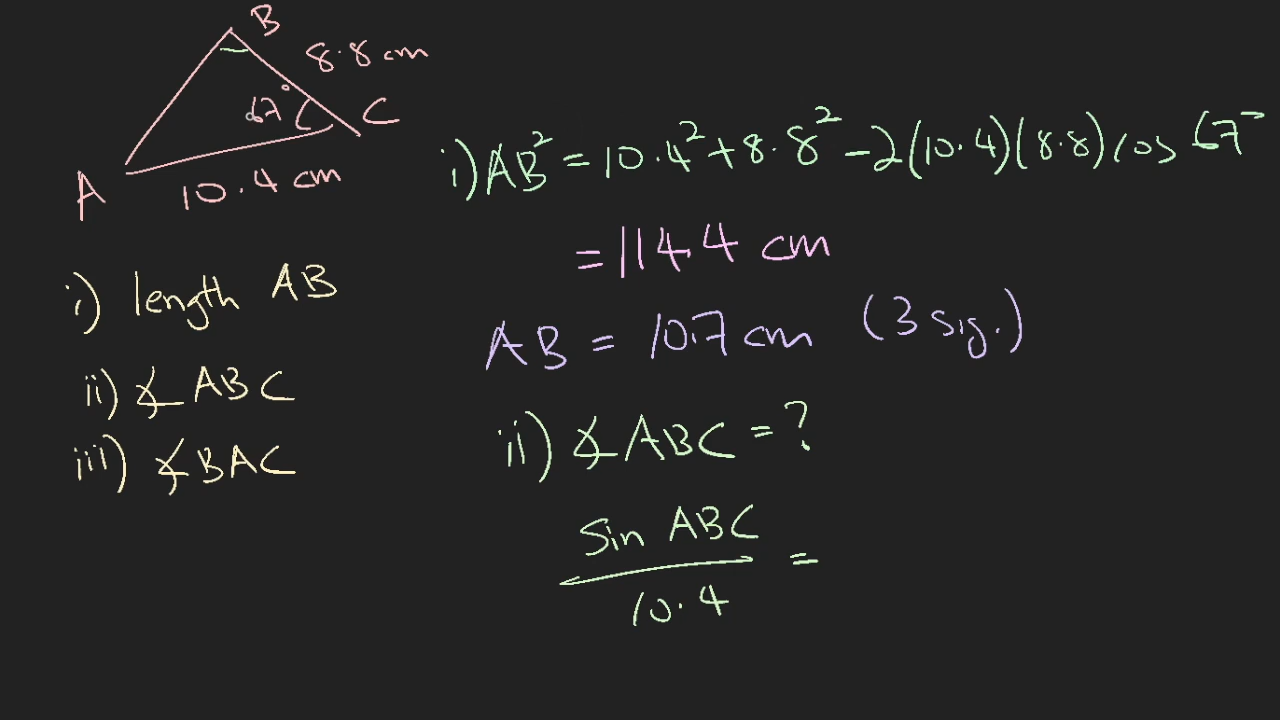 B
8.8 cm
67°
C
A
10.4 cm
i) length AB
ii) ∡ABC
iii) ∡BAC
i) AB² = 10.4² + 8.8² - 2(10.4)(8.8) cos 67°
= 114.4 cm
AB = 10.7 cm (3 sig.)
ii) ∡ABC = ?
Sin ABC
10.4
=